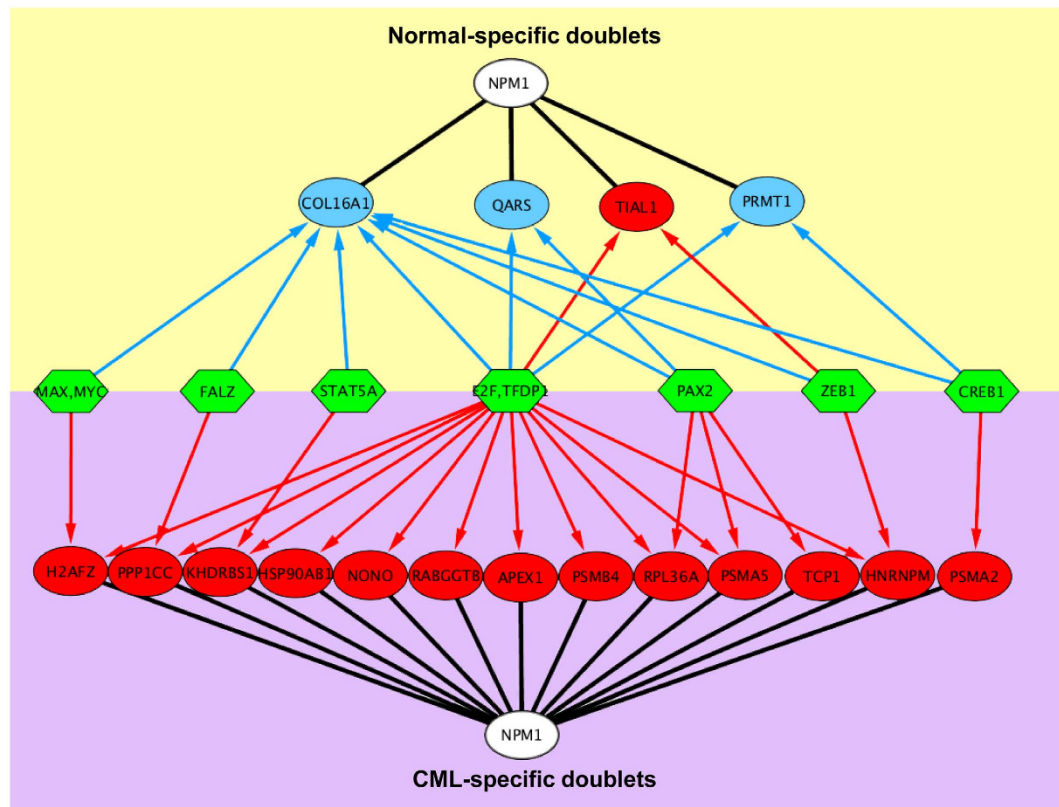 Normal-specific doublets
NPM1
COL16A1
QARS
TIAL1
PRMT1
MAX,MYC
FALZ
STAT5A
E2F,TFDP1
PAX2
ZEB1
CREB1
H2AFZ
PPP1CC
KHDRBS1
HSP90AB1
NONO
RABGGTB
APEX1
PSMB4
RPL36A
PSMA5
TCP1
HNRNPM
PSMA2
NPM1
CML-specific doublets